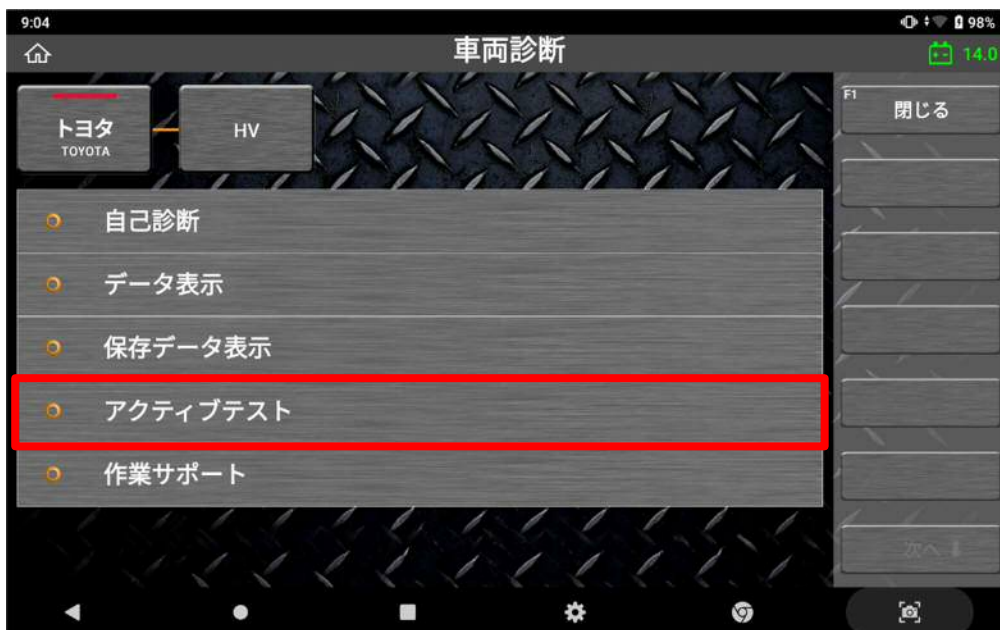 9:04
98%
車両診断
14.0
トヨタ
TOYOTA
HV
F1
閉じる
自己診断
データ表示
保存データ表示
アクティブテスト
作業サポート
次へ